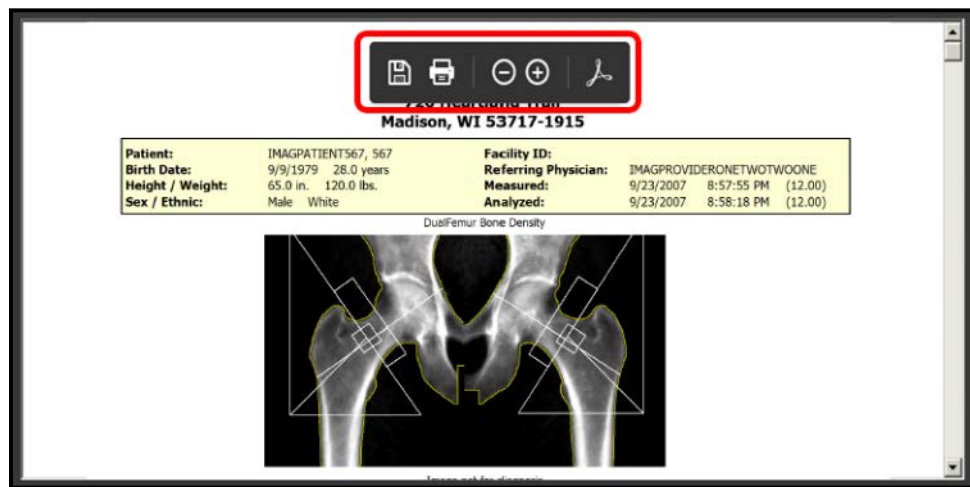 Madison, WI 53717-1915
Patient: IMAGPATIENT567, 567 Facility ID:
Birth Date: 9/9/1979 28.0 years Referring Physician: IMAGPROVIDERONETWOTWOONE
Height / Weight: 65.0 in. 120.0 lbs. Measured: 9/23/2007 8:57:55 PM (12.00)
Sex / Ethnic: Male White Analyzed: 9/23/2007 8:58:18 PM (12.00)
DualFemur Bone Density